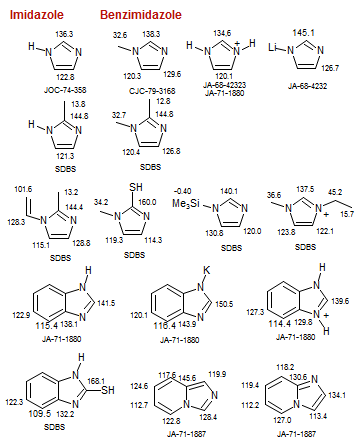 Imidazole Benzimidazole
136.3 32.6 138.3 134,6 145.1
H N N N N H N N H + Li N N
122.8 120.3 129.6 120.1 126.7
JOC-74-358 CJC-79-3168 JA-68-42323 JA-68-4232
JA-71-1880
13.8 12.8
H N N 144.8 32.7 N N 144.8
121.3 120.4 126.8
SDBS SDBS
101.6 13.2 SH -0.40 140.1 137.5 45.2
128.3 N N 144.4 34.2 N N 160.0 Me3Si N N 36.6 N N + 15.7
115.1 128.8 119.3 114.3 130.8 120.0 123.8 122.1
SDBS SDBS SDBS SDBS
H K H
122.9 N N 141.5 120.1 N N 150.5 127.3 N N 139.6
115.4 138.1 116.4 143.9 114.4 129.8 + H
JA-71-1880 JA-71-1880 JA-71-1880
H 117.6 145.6 119.9 118.2 130.6
122.3 N N 168.1 SH 124.6 N N 119.4 N N 134.1
109.5 132.2 112.7 122.8 128.4 112.2 127.0 113.4
SDBS JA-71-1887 JA-71-1887